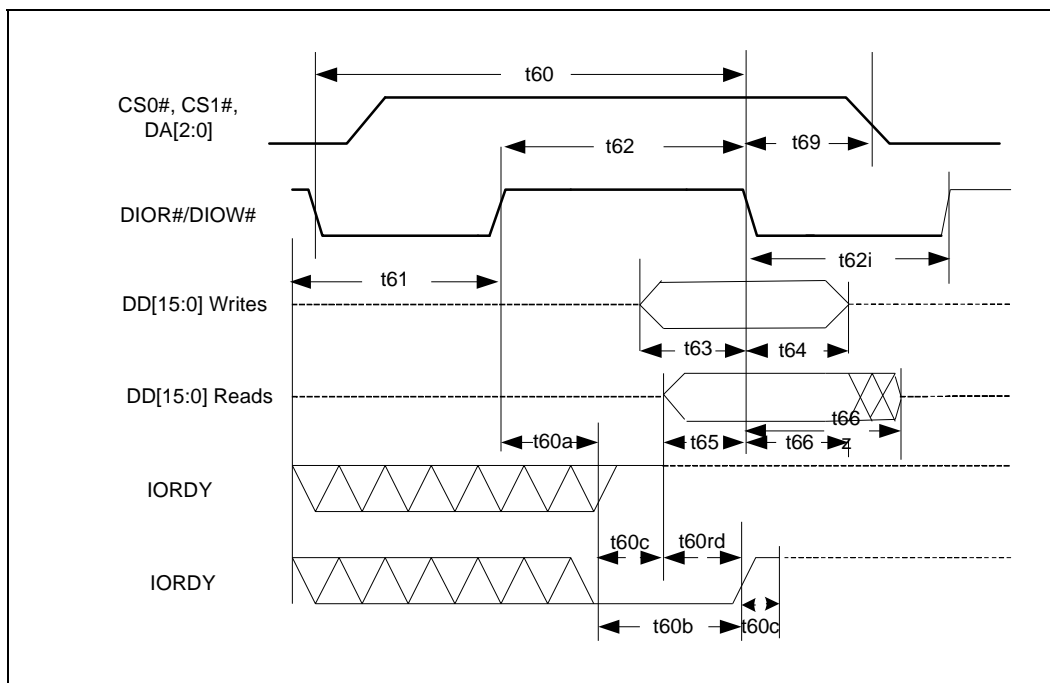 t60
CS0#, CS1#,
DA[2:0]
t62
t69
DIOR#/DIOW#
t62i
t61
DD[15:0] Writes
t63
t64
DD[15:0] Reads
t66
z
t60a
t65
t66
IORDY
t60c
t60rd
IORDY
t60b
t60c